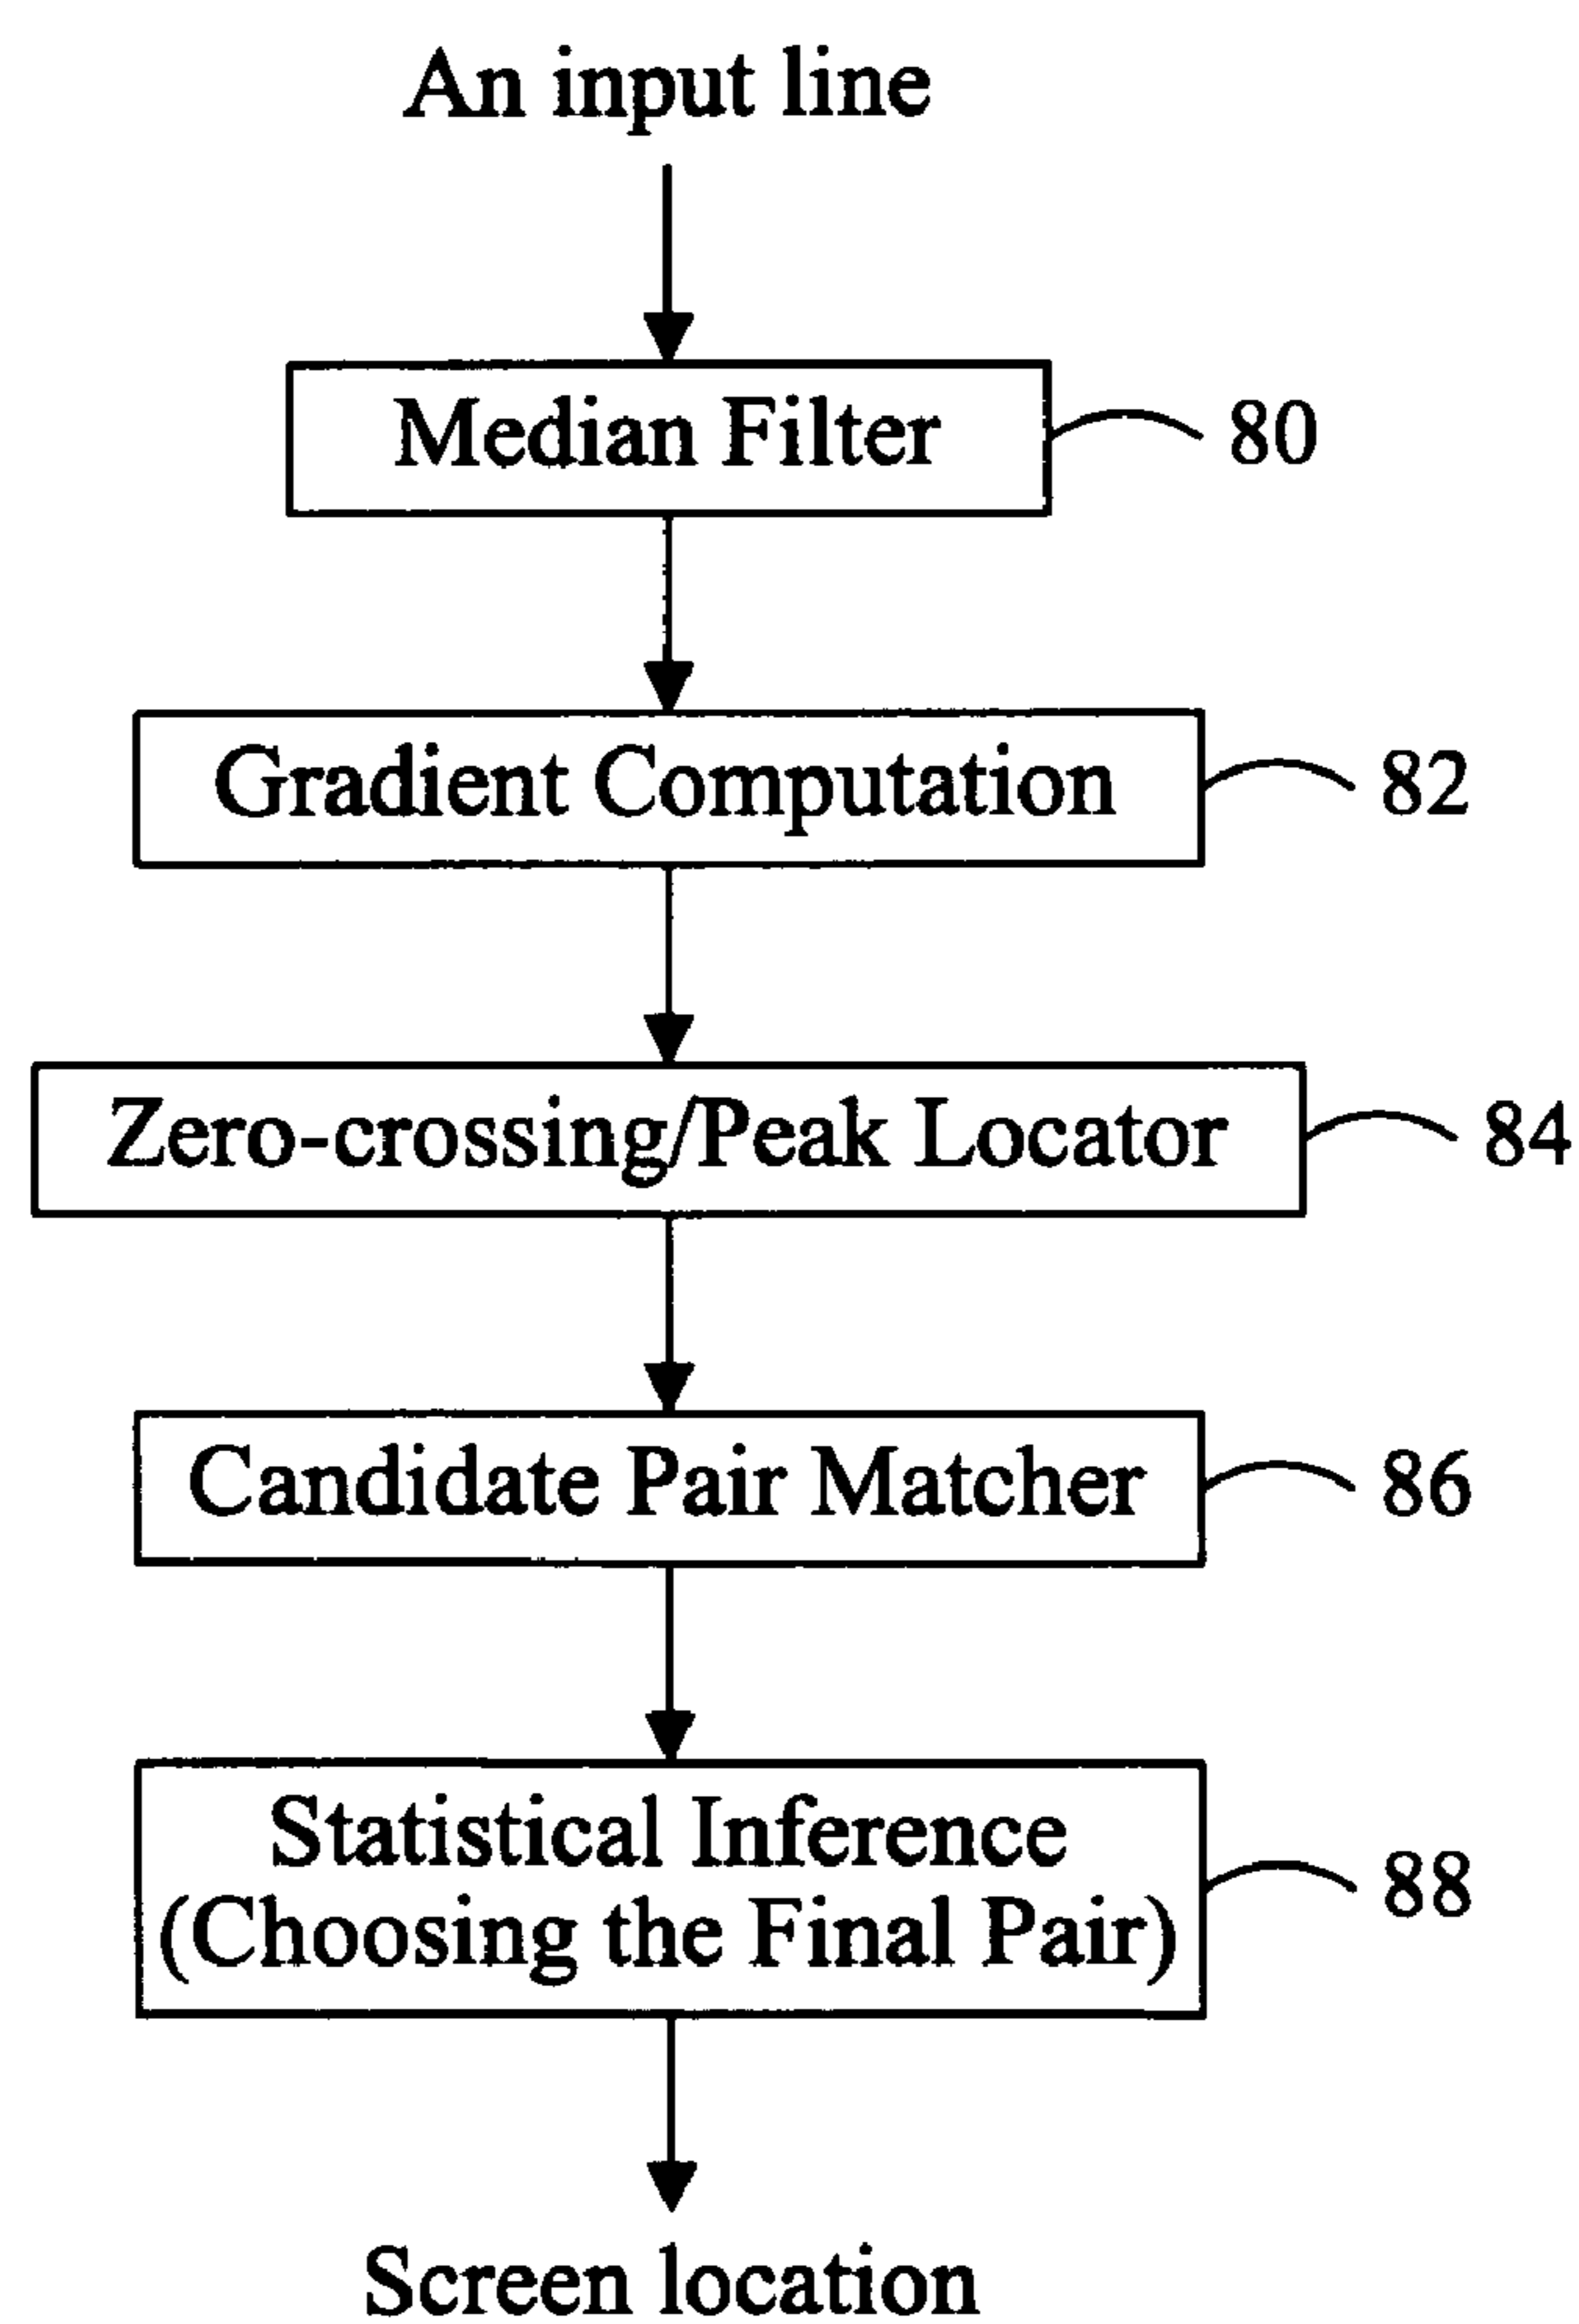 An input line
Median Filter 80
Gradient Computation 82
Zero-crossing/Peak Locator 84
Candidate Pair Matcher 86
Statistical Inference
(Choosing the Final Pair) 88
Screen location